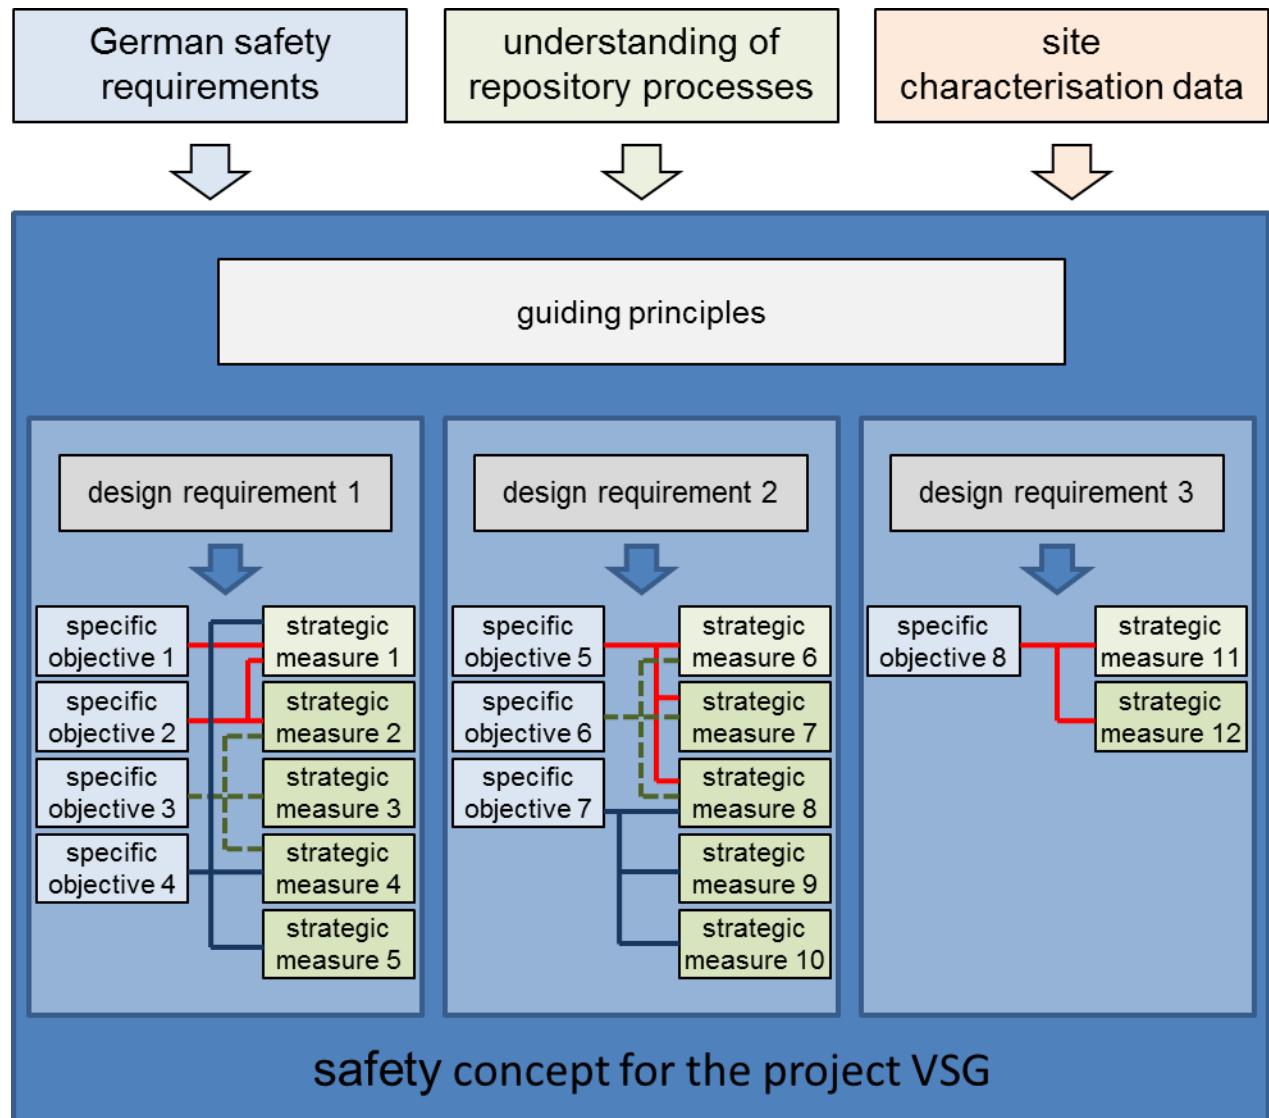 German safety
requirements
understanding of
repository processes
site
characterisation data
guiding principles
design requirement 1
specific
objective 1
specific
objective 2
specific
objective 3
specific
objective 4
strategic
measure 1
strategic
measure 2
strategic
measure 3
strategic
measure 4
strategic
measure 5
design requirement 2
specific
objective 5
specific
objective 6
specific
objective 7
strategic
measure 6
strategic
measure 7
strategic
measure 8
strategic
measure 9
strategic
measure 10
design requirement 3
specific
objective 8
strategic
measure 11
strategic
measure 12
safety concept for the project VSG